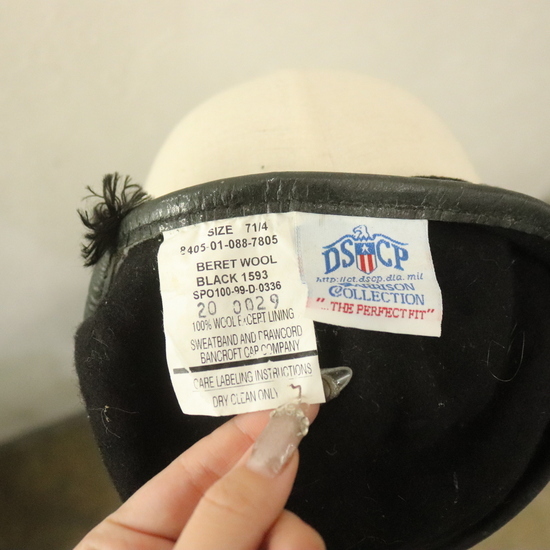 SIZE 71/4
8405-01-088-7805
BERET WOOL
BLACK 1593
SPO100-99-D-0336
20 0029
100% WOOL EXCEPT LINING
SWEATBAND AND DRAWCORD
BANCROFT CAP COMPANY
CARE LABELING INSTRUCTIONS
DRY CLEAN ONLY
DSCP
http://ct.dscp.dla.mil
COLLECTION
"...THE PERFECT FIT"